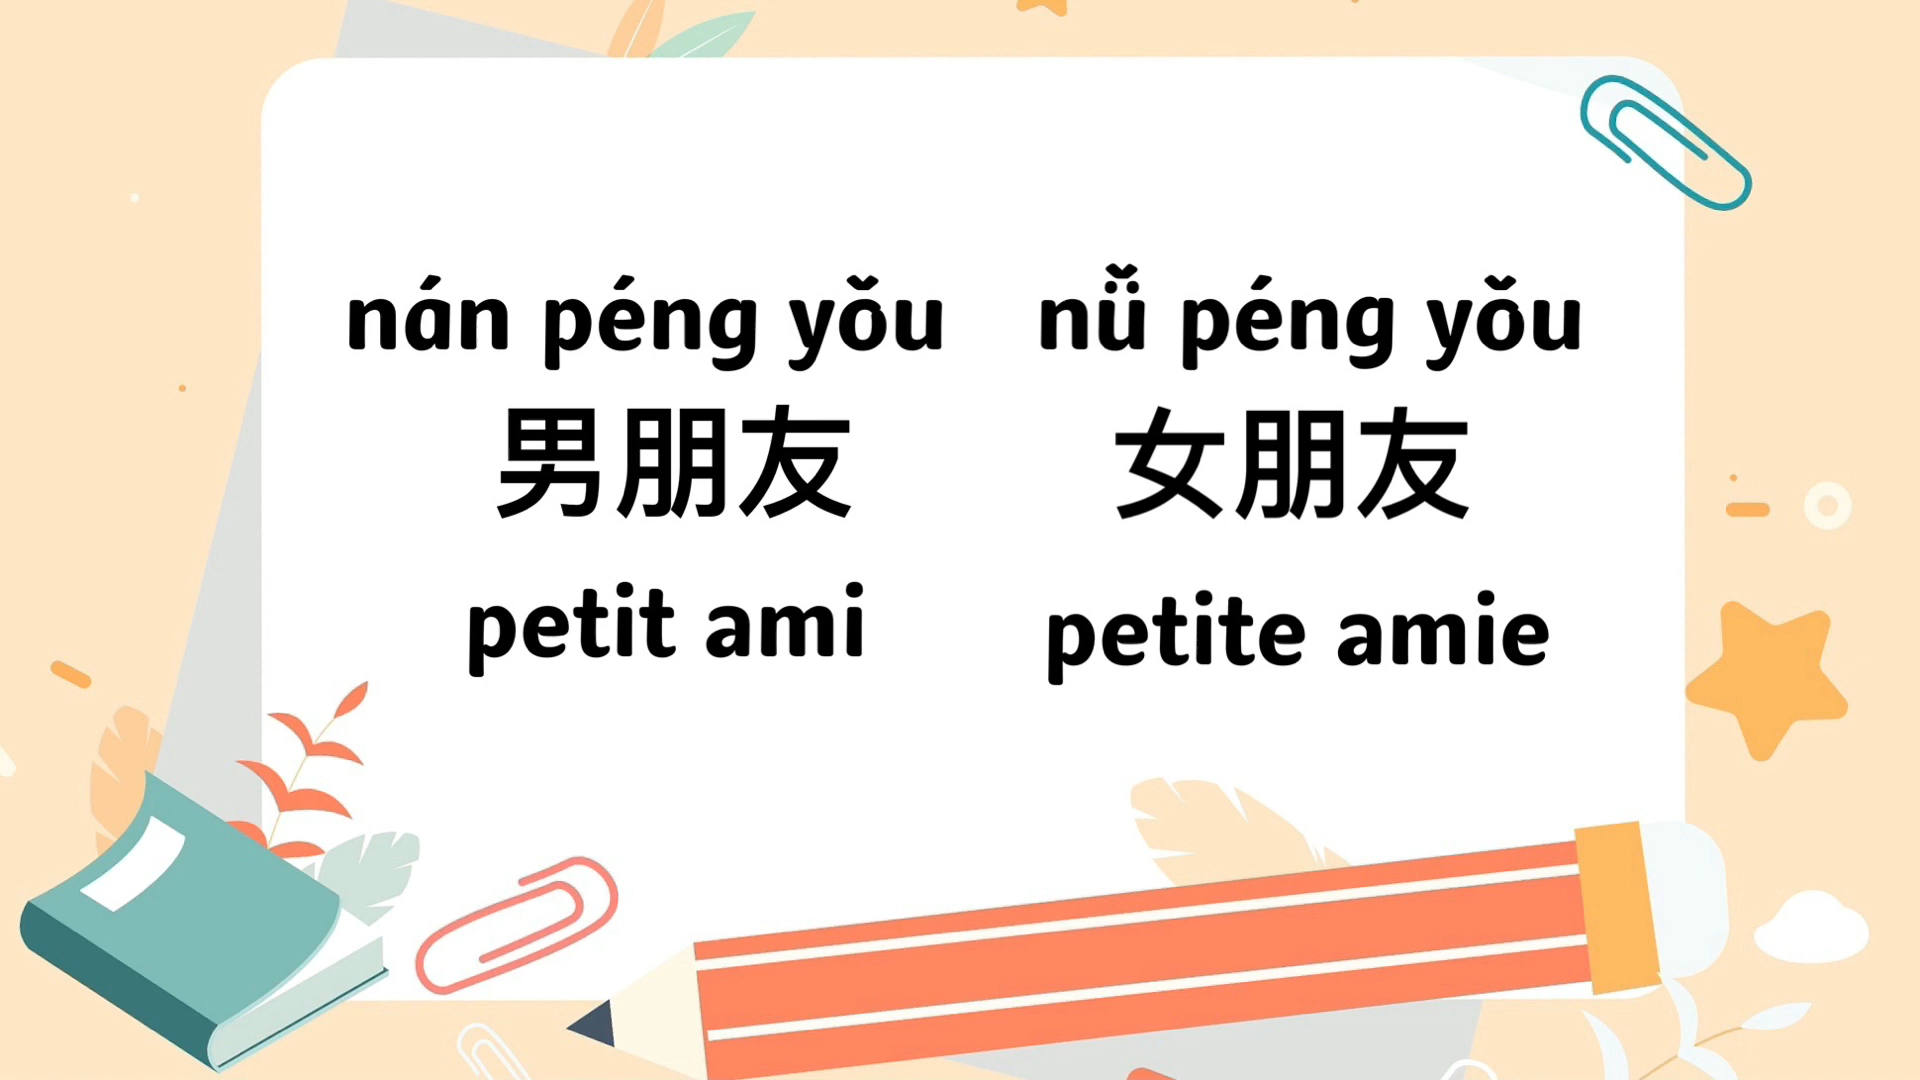 nán péng yǒu
男朋友
petit ami
nǚ péng yǒu
女朋友
petite amie